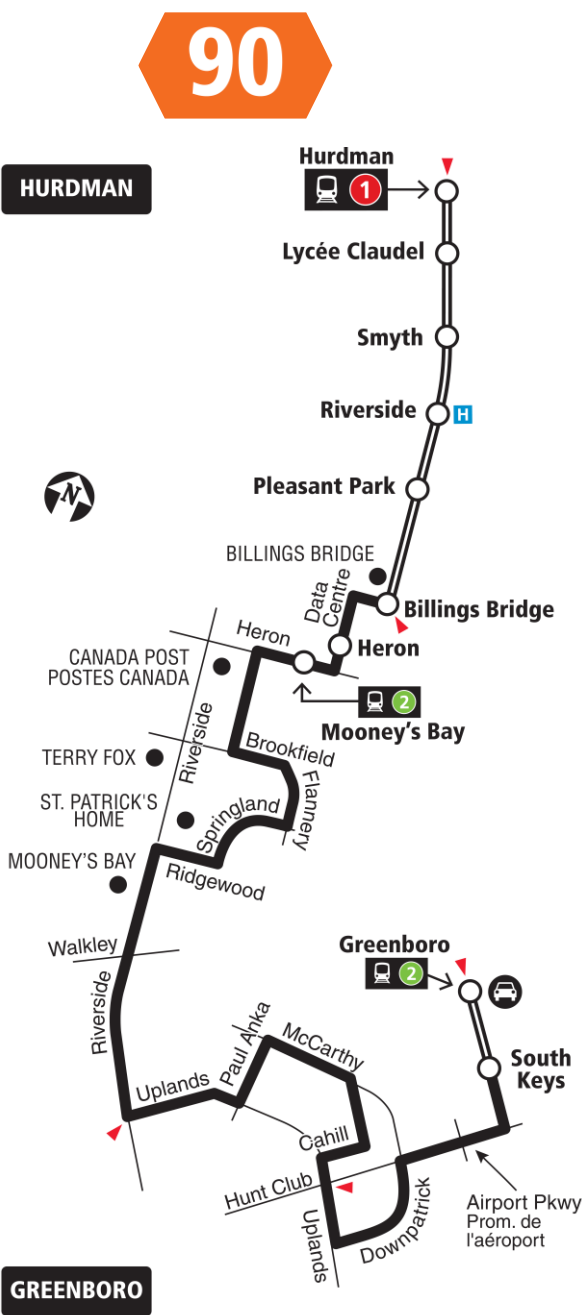 90
HURDMAN
Hurdman
1
Lycée Claudel
Smyth
Riverside
H
Pleasant Park
N
BILLINGS BRIDGE
Data
Centre
Billings Bridge
Heron
Heron
CANADA POST
POSTES CANADA
2
Mooney's Bay
Riverside
Brookfield
TERRY FOX
Flannery
ST. PATRICK'S
HOME
Springland
MOONEY'S BAY
Ridgewood
Walkley
Greenboro
2
Riverside
Paul Anka
McCarthy
South
Keys
Uplands
Cahill
Hunt Club
Airport Pkwy
Prom. de
l'aéroport
Uplands
Downpatrick
GREENBORO